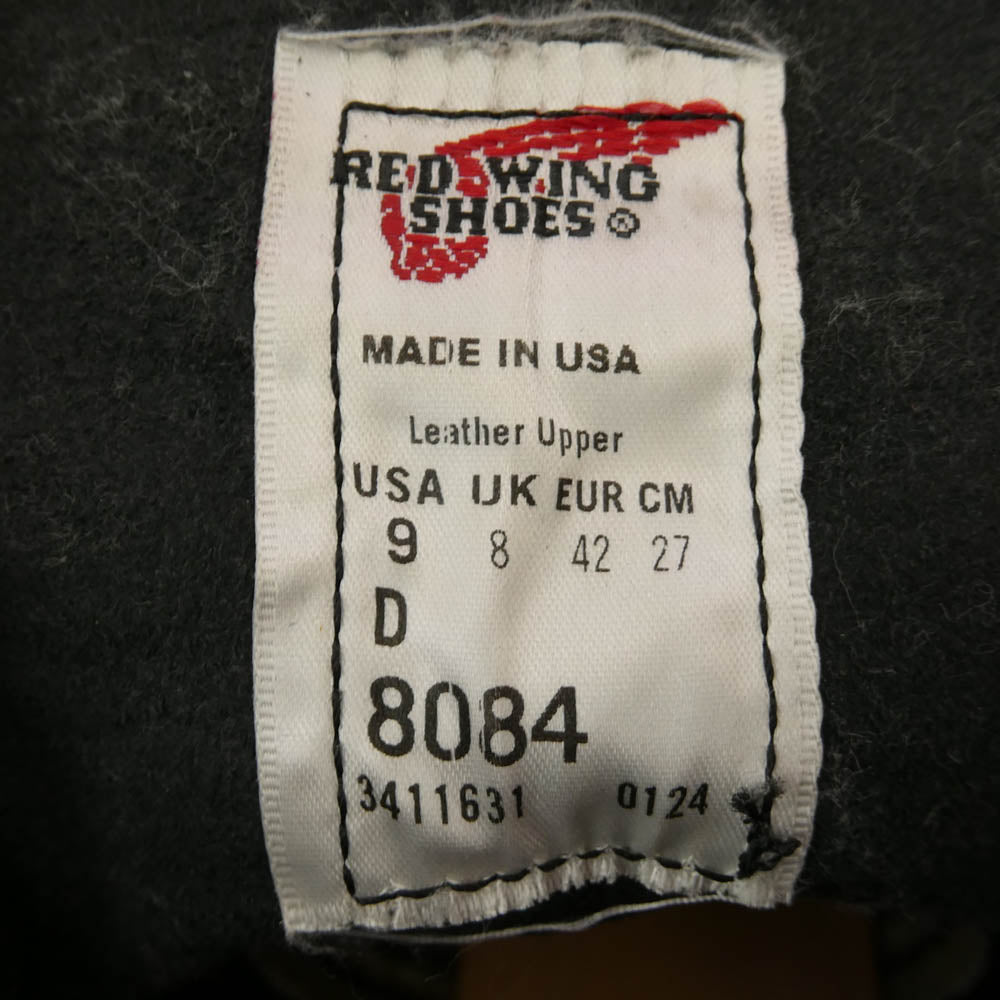 RED WING
SHOES ®
MADE IN USA
Leather Upper
USA UK EUR CM
9 8 42 27
D
8084
3411631 0124